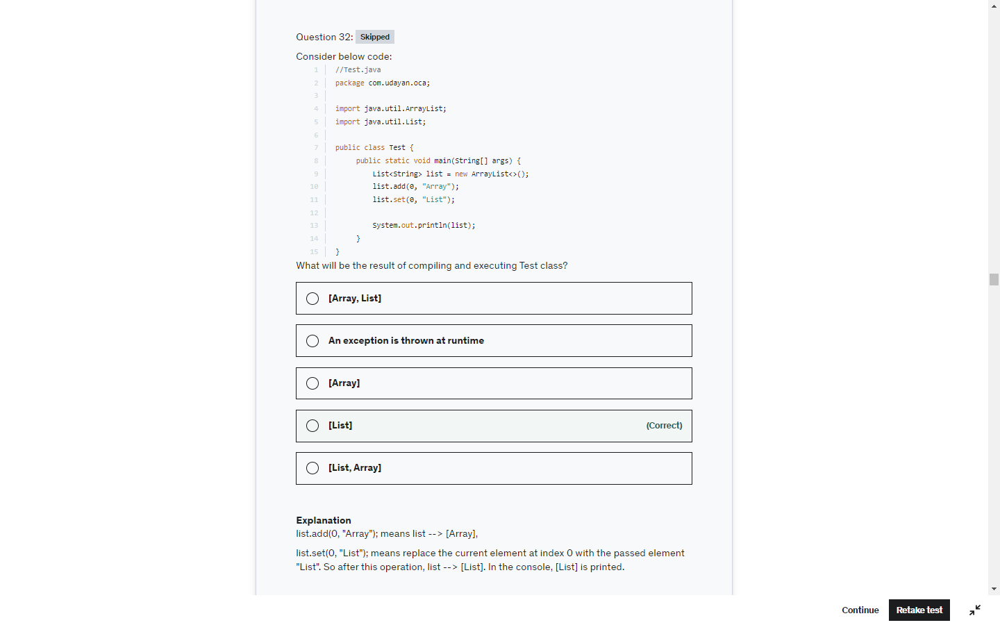 Question 32: Skipped
Consider below code:
1 //Test.java
2 package com.udayan.oca;
3
4 import java.util.ArrayList;
5 import java.util.List;
6
7 public class Test {
8 public static void main(String[] args) {
9 List<String> list = new ArrayList<>();
10 list.add(0, "Array");
11 list.set(0, "List");
12
13 System.out.println(list);
14 }
15 }
What will be the result of compiling and executing Test class?
[Array, List]
An exception is thrown at runtime
[Array]
[List] (Correct)
[List, Array]
Explanation
list.add(0, "Array"); means list --> [Array],
list.set(0, "List"); means replace the current element at index 0 with the passed element
"List". So after this operation, list --> [List]. In the console, [List] is printed.
Continue Retake test